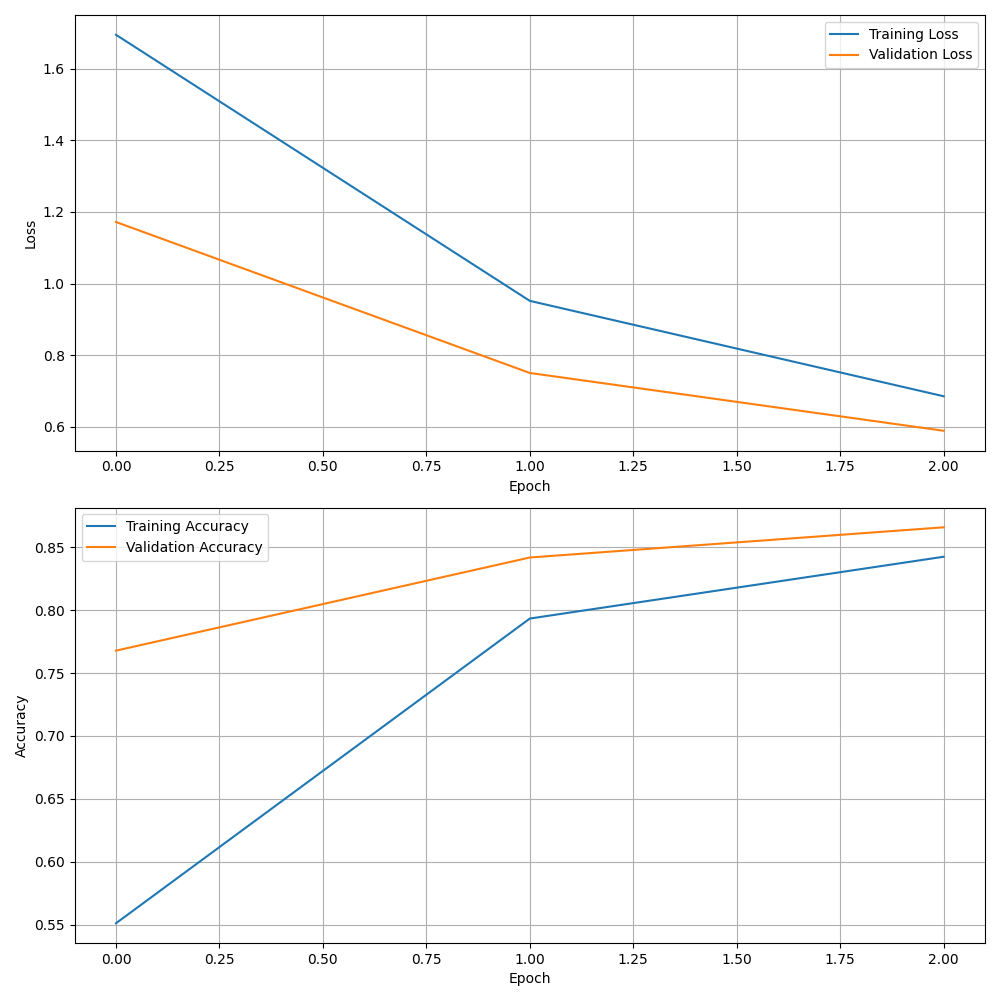 Training Loss
Validation Loss
1.6
1.4
1.2
1.0
0.8
0.6
Loss
0.00 0.25 0.50 0.75 1.00 1.25 1.50 1.75 2.00
Epoch
Training Accuracy
Validation Accuracy
0.85
0.80
0.75
0.70
0.65
0.60
0.55
Accuracy
0.00 0.25 0.50 0.75 1.00 1.25 1.50 1.75 2.00
Epoch